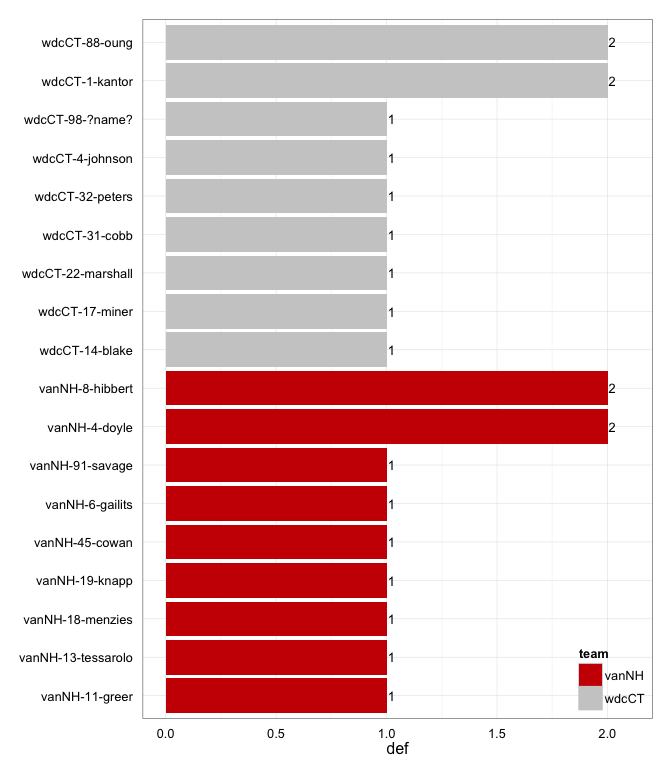 wdcCT-88-oung 2
wdcCT-1-kantor 2
wdcCT-98-?name? 1
wdcCT-4-johnson 1
wdcCT-32-peters 1
wdcCT-31-cobb 1
wdcCT-22-marshall 1
wdcCT-17-miner 1
wdcCT-14-blake 1
vanNH-8-hibbert 2
vanNH-4-doyle 2
vanNH-91-savage 1
vanNH-6-gailits 1
vanNH-45-cowan 1
vanNH-19-knapp 1
vanNH-18-menzies 1
vanNH-13-tessarolo 1
vanNH-11-greer 1
team
vanNH
wdcCT
0.0 0.5 1.0 1.5 2.0
def